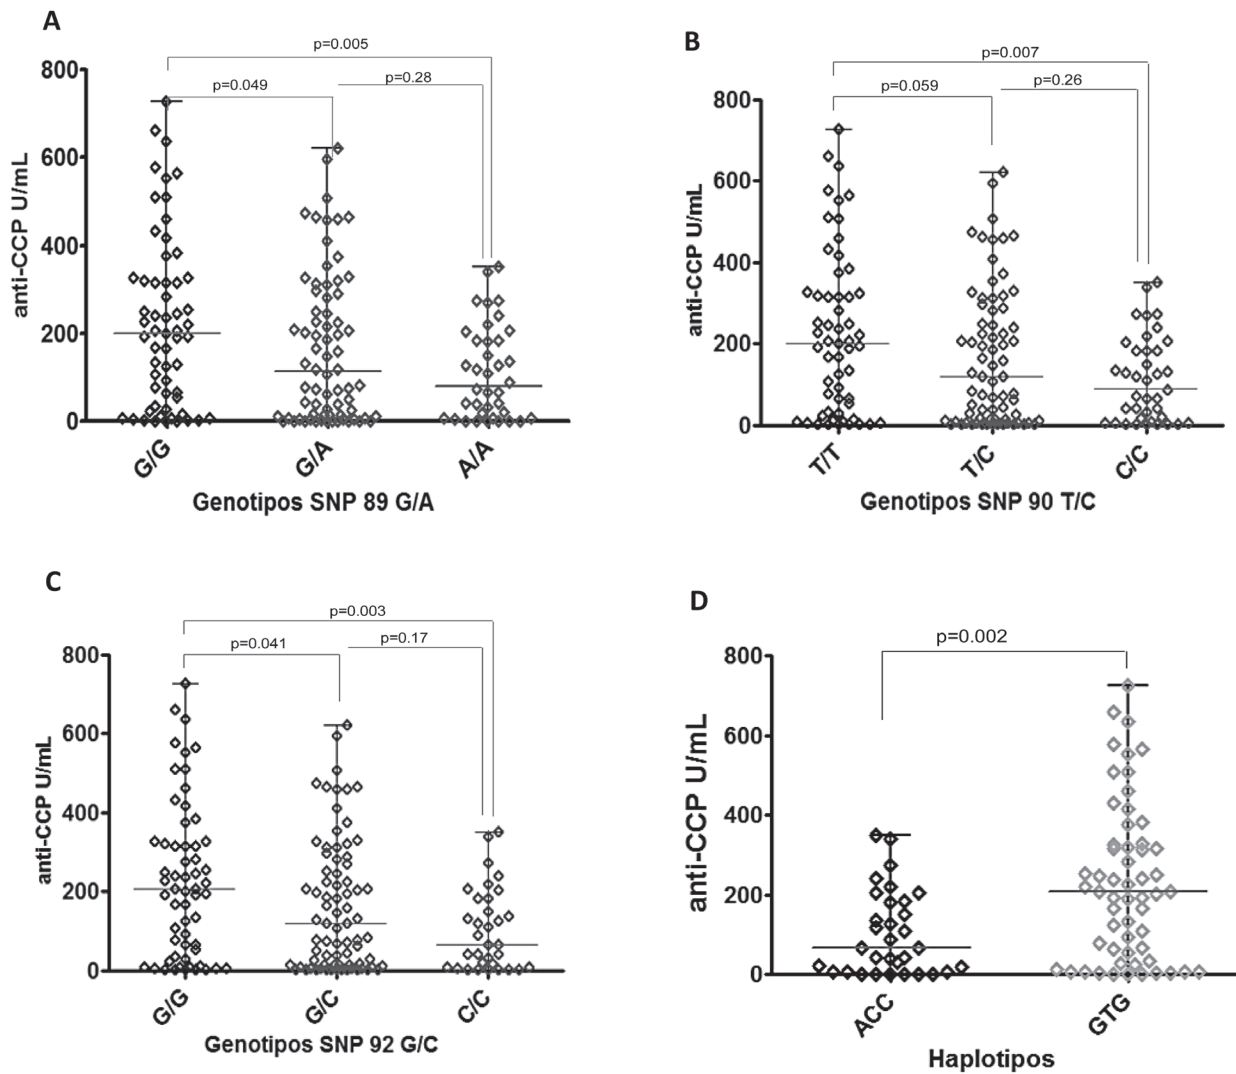 A
p=0.005
p=0.049
p=0.28
anti-CCP U/mL
800
600
400
200
0
G/G
G/A
A/A
Genotipos SNP 89 G/A
B
p=0.007
p=0.059
p=0.26
anti-CCP U/mL
800
600
400
200
0
T/T
T/C
C/C
Genotipos SNP 90 T/C
C
p=0.003
p=0.041
p=0.17
anti-CCP U/mL
800
600
400
200
0
G/G
G/C
C/C
Genotipos SNP 92 G/C
D
p=0.002
anti-CCP U/mL
800
600
400
200
0
ACC
GTG
Haplotipos